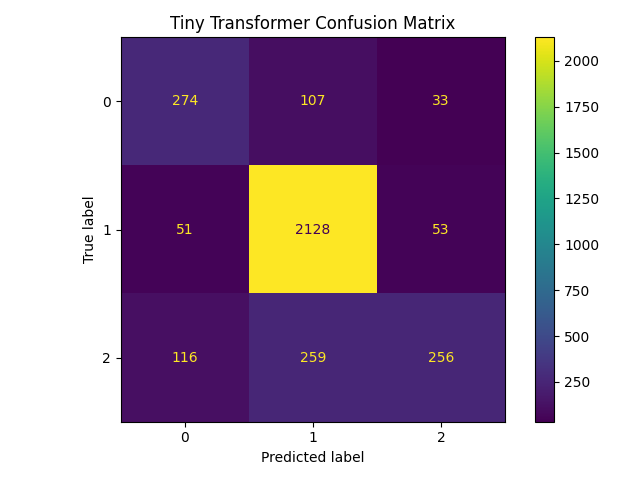 Tiny Transformer Confusion Matrix
True label
0
274 107 33
1
51 2128 53
2
116 259 256
0 1 2
Predicted label
2000
1750
1500
1250
1000
750
500
250